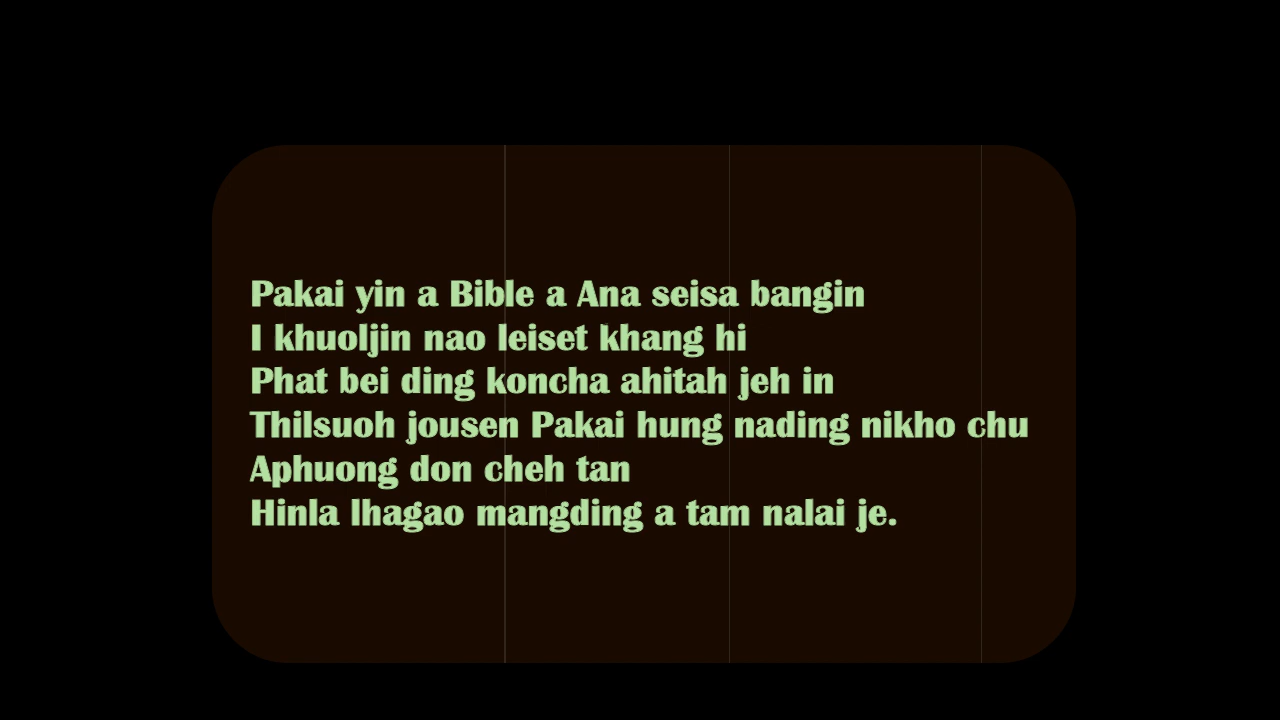 Pakai yin a Bible a Ana seisa bangin
I khuoljin nao leiset khang hi
Phat bei ding koncha ahitah jeh in
Thilsuoh jousen Pakai hung nading nikho chu
Aphuong don cheh tan
Hinla lhagao mangding a tam nalai je.